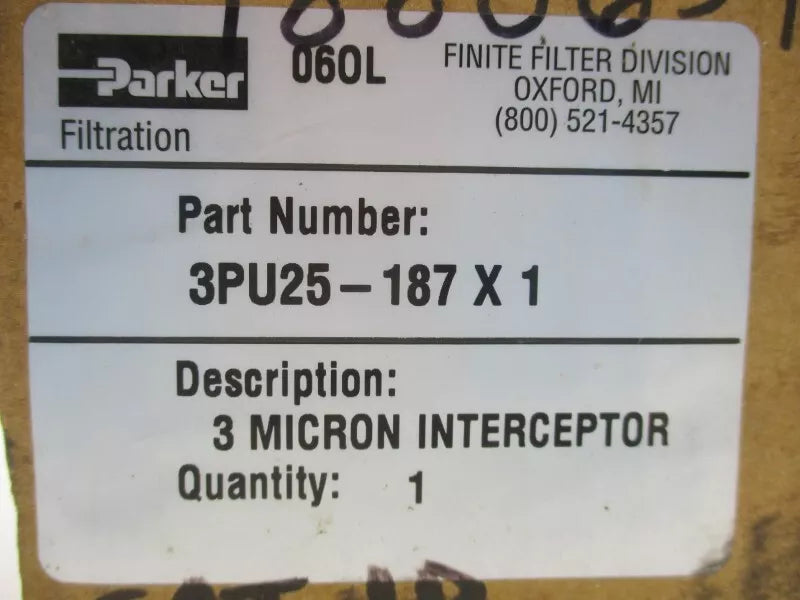 Parker
Filtration
060L
FINITE FILTER DIVISION
OXFORD, MI
(800) 521-4357
Part Number:
3PU25-187 X 1
Description:
3 MICRON INTERCEPTOR
Quantity: 1